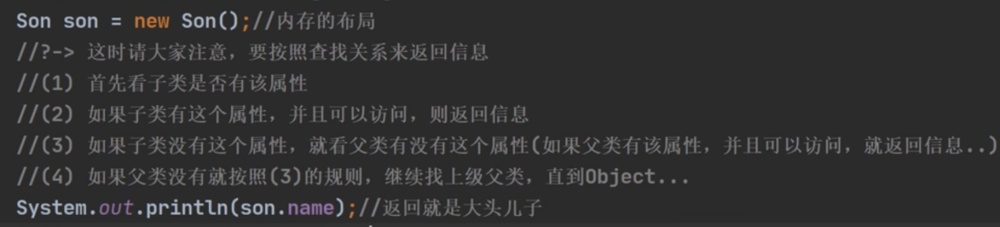 Son son = new Son();//内存的布局
//?-> 这时请大家注意，要按照查找关系来返回信息
//(1) 首先看子类是否有该属性
//(2) 如果子类有这个属性，并且可以访问，则返回信息
//(3) 如果子类没有这个属性，就看父类有没有这个属性(如果父类有该属性，并且可以访问，就返回信息..)
//(4) 如果父类没有就按照(3)的规则，继续找上级父类，直到Object...
System.out.println(son.name);//返回就是大头儿子